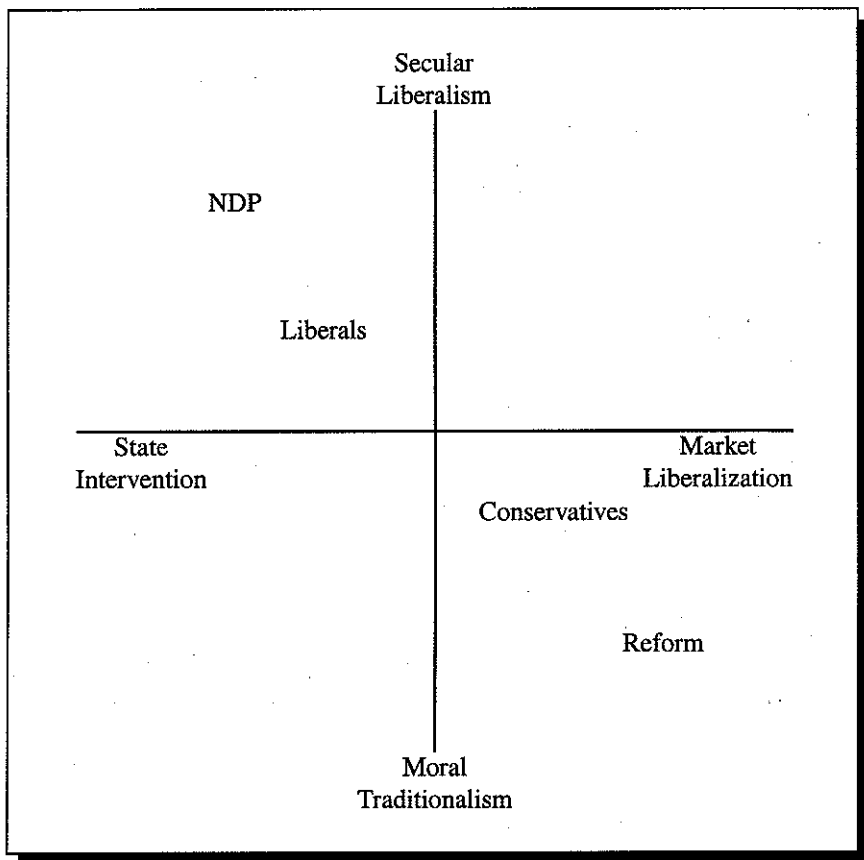 Secular
Liberalism
NDP
Liberals
State
Intervention
Market
Liberalization
Conservatives
Reform
Moral
Traditionalism